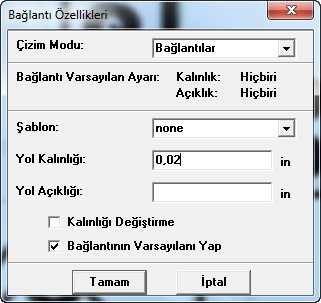 Bağlantı Özellikleri
Çizim Modu: Bağlantılar
Bağlantı Varsayılan Ayarı: Kalınlık: Hiçbiri
Açıklık: Hiçbiri
Şablon: none
Yol Kalınlığı: 0,02 in
Yol Açıklığı: in
Kalınlığı Değiştirme
Bağlantının Varsayılanı Yap
Tamam İptal